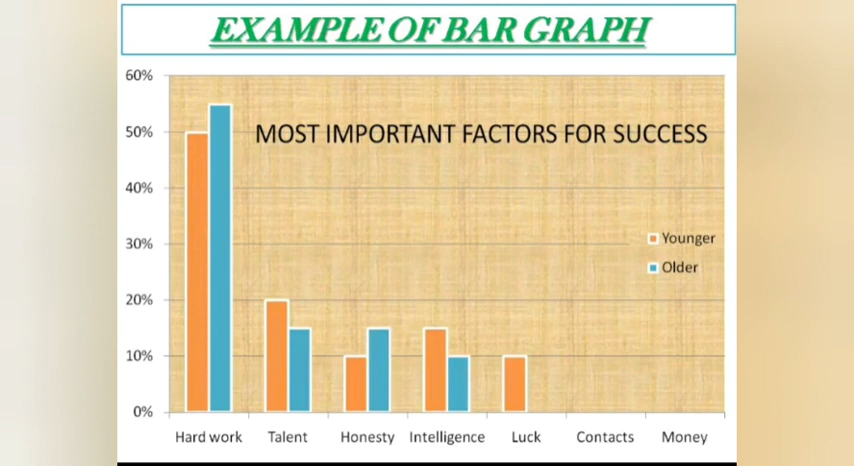 EXAMPLE OF BAR GRAPH
60%
50%
40%
30%
20%
10%
0%
MOST IMPORTANT FACTORS FOR SUCCESS
Younger
Older
Hard work Talent Honesty Intelligence Luck Contacts Money